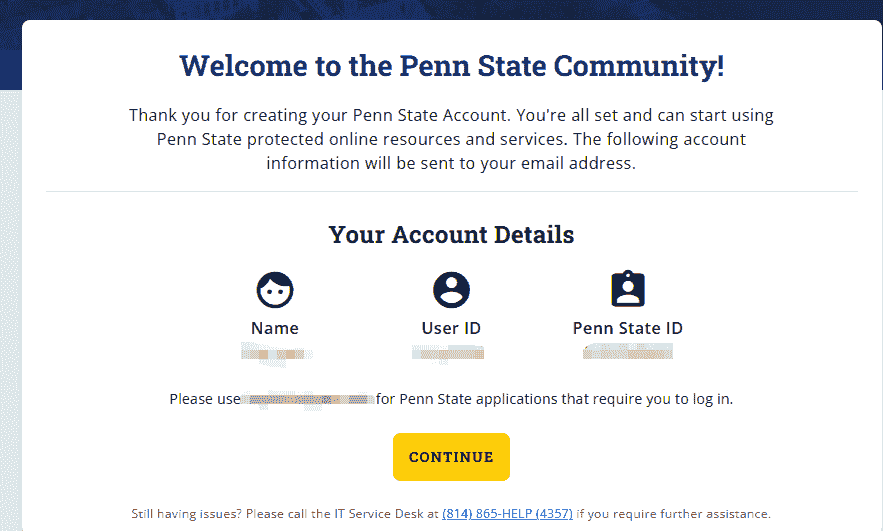 Welcome to the Penn State Community!
Thank you for creating your Penn State Account. You're all set and can start using
Penn State protected online resources and services. The following account
information will be sent to your email address.
Your Account Details
Name
User ID
Penn State ID
Please use for Penn State applications that require you to log in.
CONTINUE
Still having issues? Please call the IT Service Desk at (814) 865-HELP (4357) if you require further assistance.